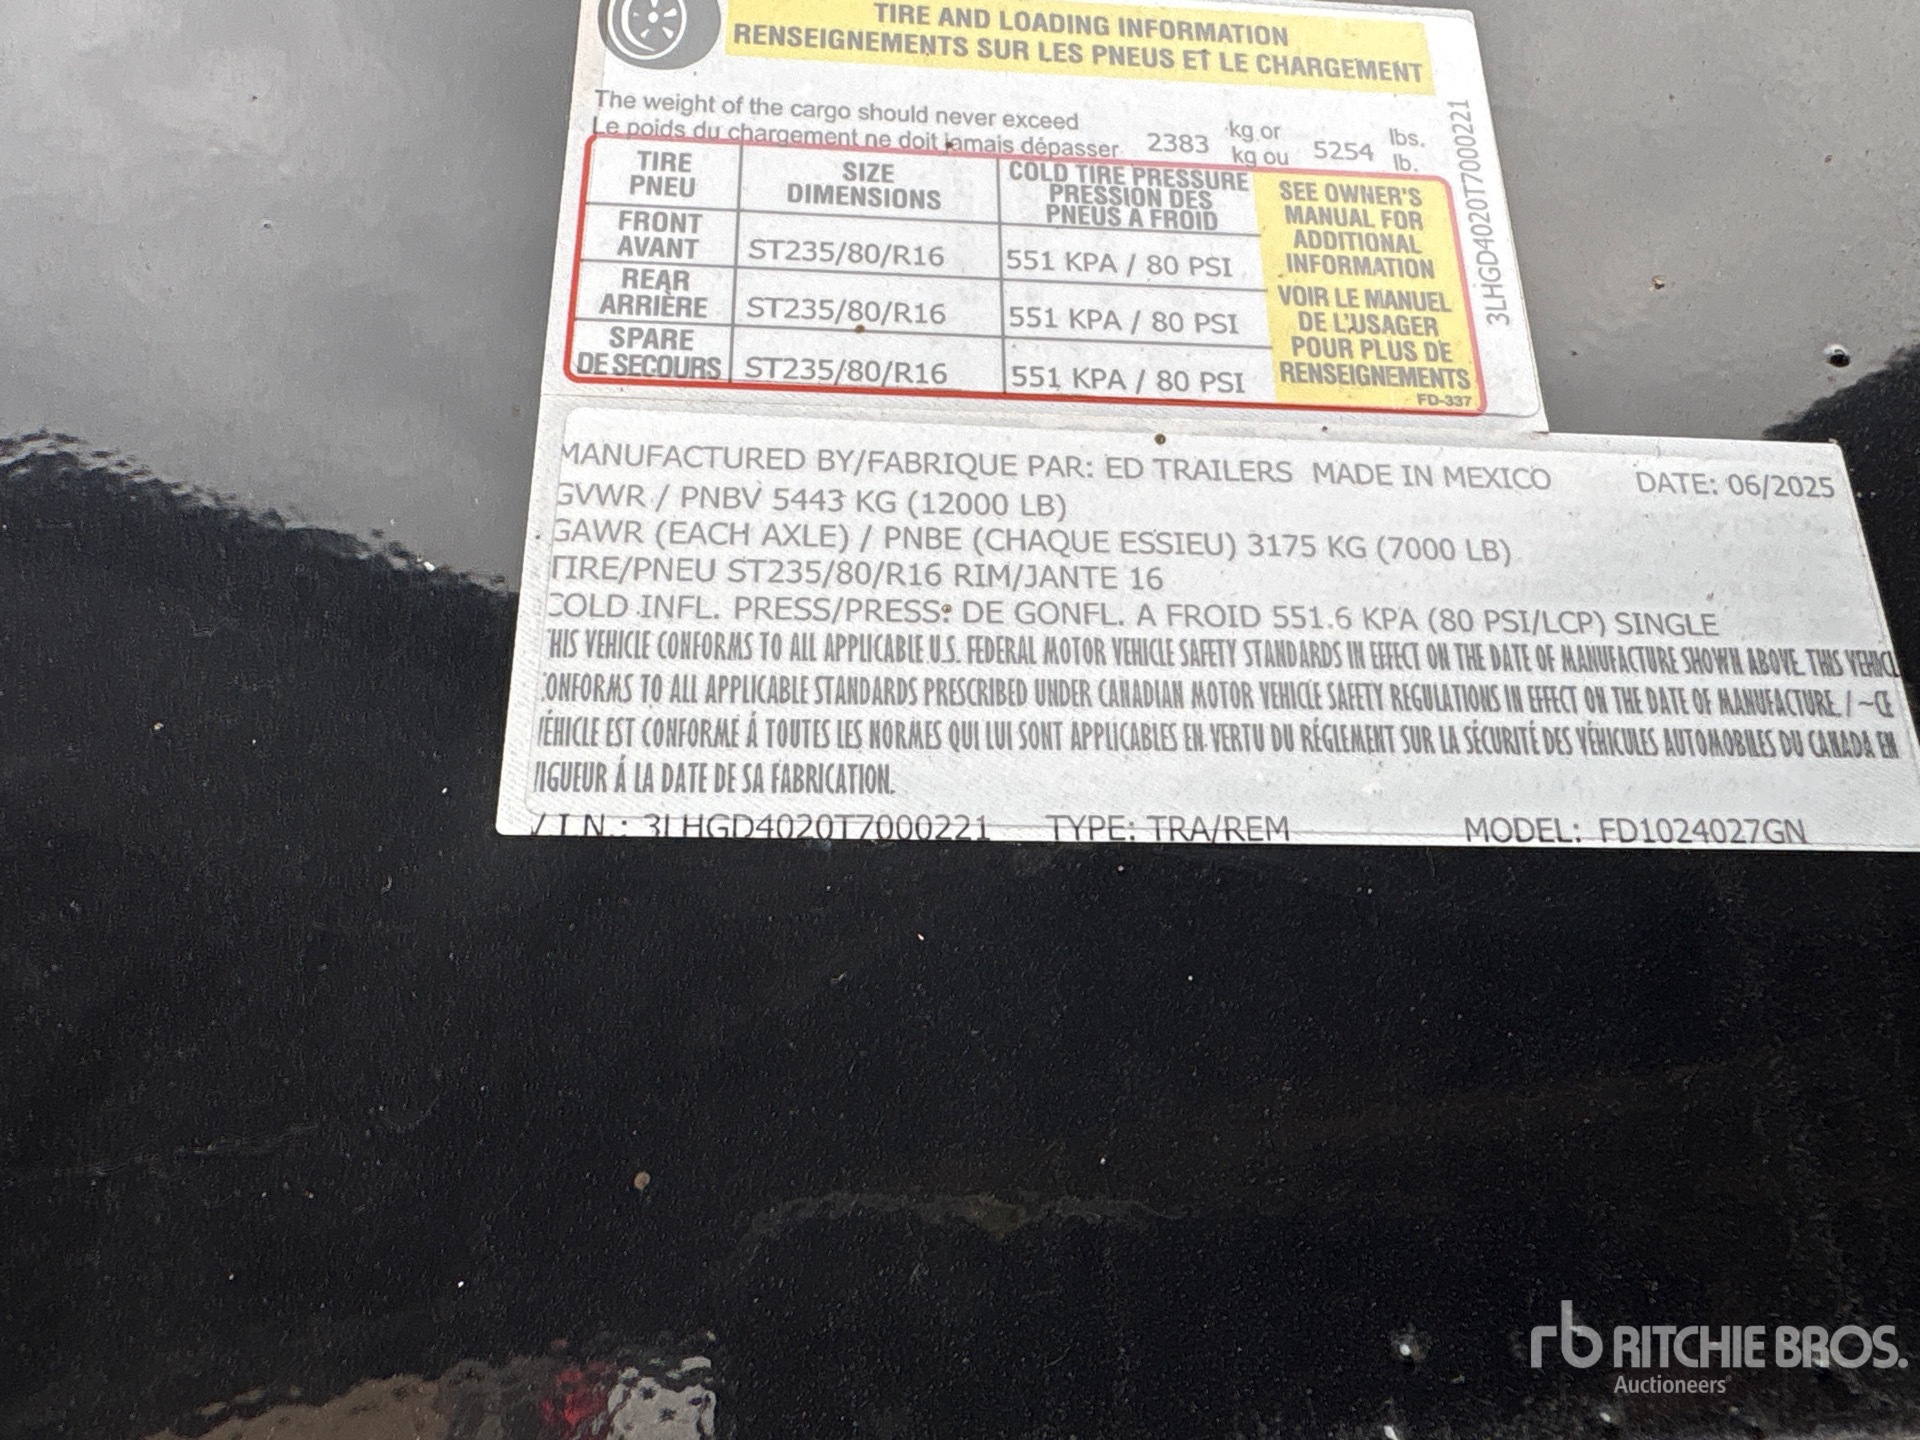 TIRE AND LOADING INFORMATION
RENSEIGNEMENTS SUR LES PNEUS ET LE CHARGEMENT
The weight of the cargo should never exceed
Le poids du chargement ne doit jamais dépasser 2383 kg or kg ou 5254 lbs. lb.
TIRE PNEU
SIZE DIMENSIONS
COLD TIRE PRESSURE
PRESSION DES
PNEUS A FROID
FRONT AVANT
ST235/80/R16
551 KPA / 80 PSI
REAR ARRIÈRE
ST235/80/R16
551 KPA / 80 PSI
SPARE DE SECOURS
ST235/80/R16
551 KPA / 80 PSI
SEE OWNER'S
MANUAL FOR
ADDITIONAL
INFORMATION
VOIR LE MANUEL
DE L'USAGER
POUR PLUS DE
RENSEIGNEMENTS
FD-337
3LHGD4020T7000221
MANUFACTURED BY/FABRIQUE PAR: ED TRAILERS MADE IN MEXICO DATE: 06/2025
GVWR / PNBV 5443 KG (12000 LB)
GAWR (EACH AXLE) / PNBE (CHAQUE ESSIEU) 3175 KG (7000 LB)
TIRE/PNEU ST235/80/R16 RIM/JANTE 16
COLD INFL. PRESS/PRESS: DE GONFL. A FROID 551.6 KPA (80 PSI/LCP) SINGLE
THIS VEHICLE CONFORMS TO ALL APPLICABLE U.S. FEDERAL MOTOR VEHICLE SAFETY STANDARDS IN EFFECT ON THE DATE OF MANUFACTURE SHOWN ABOVE. THIS VEHICL
CONFORMS TO ALL APPLICABLE STANDARDS PRESCRIBED UNDER CANADIAN MOTOR VEHICLE SAFETY REGULATIONS IN EFFECT ON THE DATE OF MANUFACTURE. / ~CE
VÉHICLE EST CONFORME Á TOUTES LES NORMES QUI LUI SONT APPLICABLES EN VERTU DU RÉGLEMENT SUR LA SÉCURITÉ DES VÉHICULES AUTOMOBILES DU CANADA EN
VIGUEUR Á LA DATE DE SA FABRICATION.
V.I.N.: 3LHGD4020T7000221 TYPE: TRA/REM MODEL: FD1024027GN
rb RITCHIE BROS.
Auctioneers